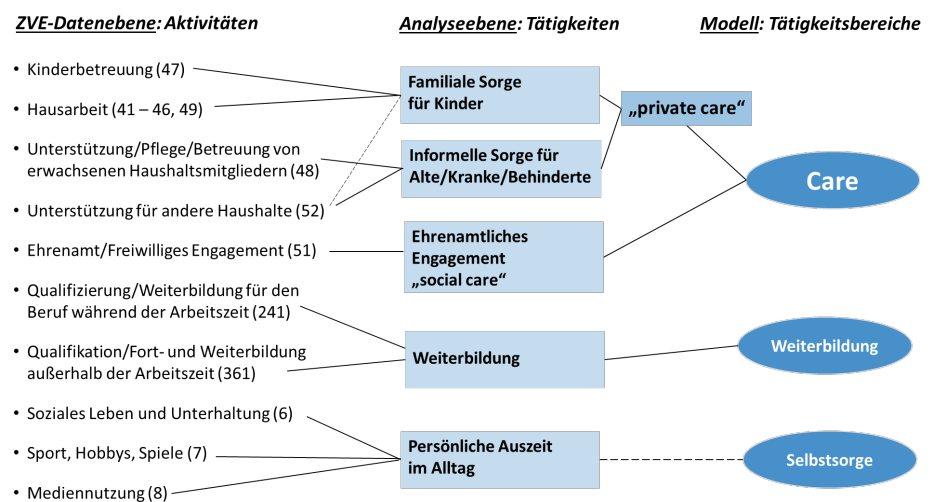 ZVE-Datenebene: Aktivitäten
Analyseebene: Tätigkeiten
Modell: Tätigkeitsbereiche
• Kinderbetreuung (47)
• Hausarbeit (41 – 46, 49)
• Unterstützung/Pflege/Betreuung von
erwachsenen Haushaltsmitgliedern (48)
• Unterstützung für andere Haushalte (52)
• Ehrenamt/Freiwilliges Engagement (51)
• Qualifizierung/Weiterbildung für den
Beruf während der Arbeitszeit (241)
• Qualifikation/Fort- und Weiterbildung
außerhalb der Arbeitszeit (361)
• Soziales Leben und Unterhaltung (6)
• Sport, Hobbys, Spiele (7)
• Mediennutzung (8)
Familiale Sorge
für Kinder
Informelle Sorge für
Alte/Kranke/Behinderte
Ehrenamtliches
Engagement
„social care“
Weiterbildung
Persönliche Auszeit
im Alltag
„private care“
Care
Weiterbildung
Selbstsorge